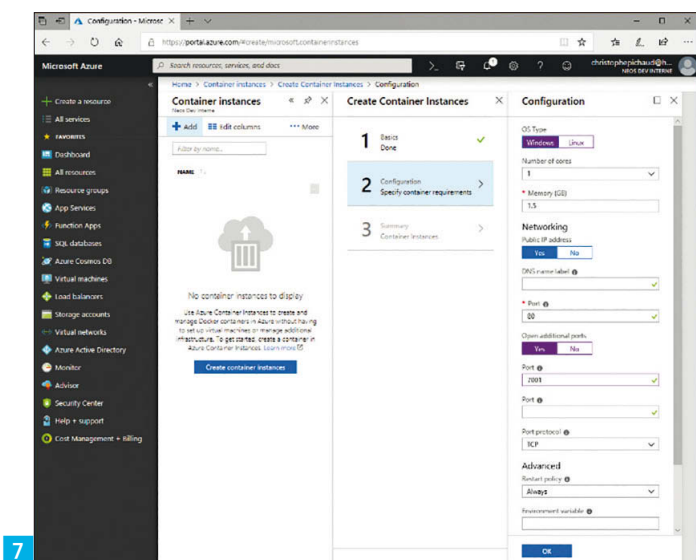 Configuration - Microsc
https://portal.azure.com/#create/microsoft.containerinstances
Microsoft Azure
Search resources, services, and docs
christophepichaud@h...
NEOS DEV INTERNE
Home > Container instances > Create Container Instances > Configuration
Create a resource
All services
FAVORITES
Dashboard
All resources
Resource groups
App Services
Function Apps
SQL databases
Azure Cosmos DB
Virtual machines
Load balancers
Storage accounts
Virtual networks
Azure Active Directory
Monitor
Advisor
Security Center
Help + support
Cost Management + Billing
Container instances
Neos Dev Interne
Add
Edit columns
More
Filter by name...
NAME
No container instances to display
Use Azure Container Instances to create and
manage Docker containers in Azure without having
to set up virtual machines or manage additional
infrastructure. To get started, create a container in
Azure Container Instances. Learn more
Create container instances
Create Container Instances
1 Basics
Done
2 Configuration
Specify container requirements
3 Summary
Container Instances
Configuration
OS Type
Windows Linux
Number of cores
1
* Memory (GB)
1.5
Networking
Public IP address
Yes No
DNS name label
* Port
80
Open additional ports
Yes No
Port
7001
Port
Port protocol
TCP
Advanced
Restart policy
Always
Environment variable
OK
7